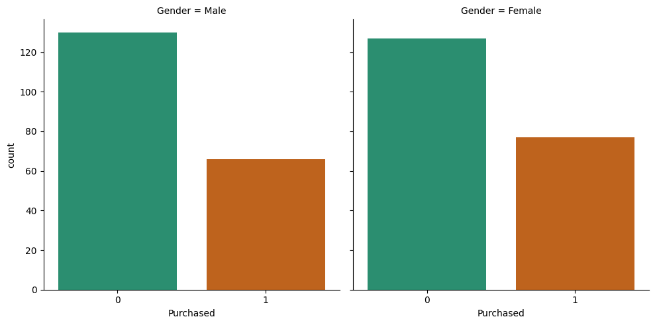 Gender = Male
Gender = Female
count
120
100
80
60
40
20
0
0
1
0
1
Purchased
Purchased